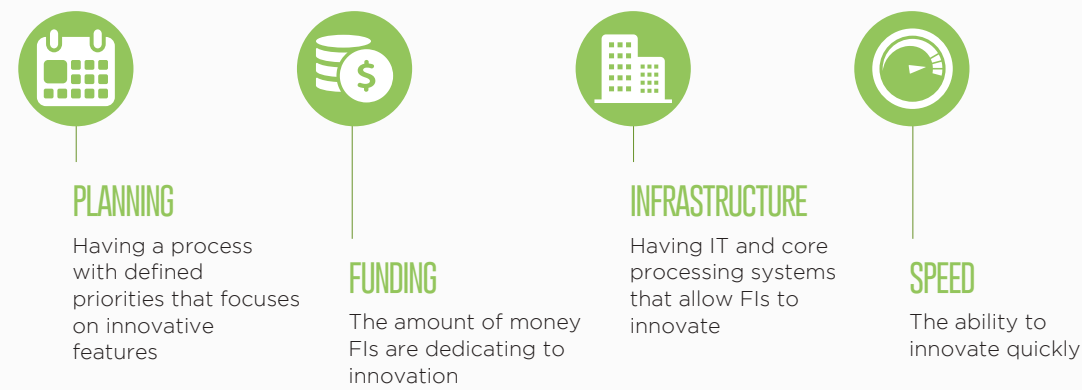 PLANNING
Having a process
with defined
priorities that focuses
on innovative
features
$
FUNDING
The amount of money
FIs are dedicating to
innovation
INFRASTRUCTURE
Having IT and core
processing systems
that allow FIs to
innovate
SPEED
The ability to
innovate quickly